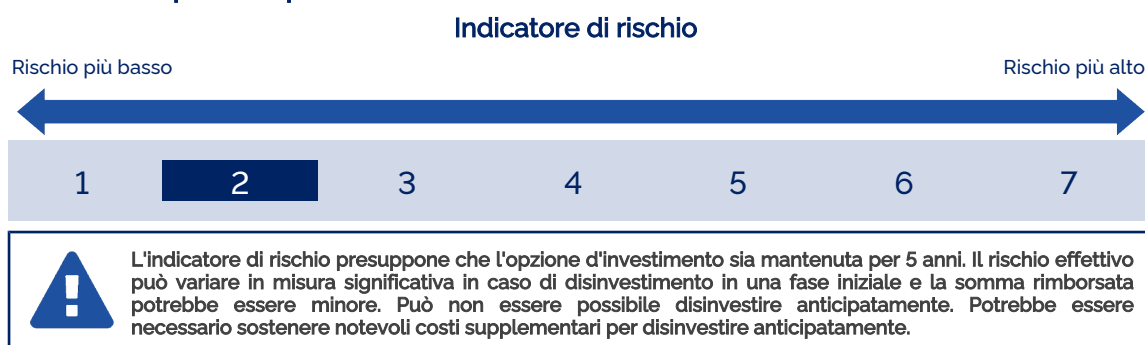 Indicatore di rischio
Rischio più basso
Rischio più alto
1 2 3 4 5 6 7
L'indicatore di rischio presuppone che l'opzione d'investimento sia mantenuta per 5 anni. Il rischio effettivo
può variare in misura significativa in caso di disinvestimento in una fase iniziale e la somma rimborsata
potrebbe essere minore. Può non essere possibile disinvestire anticipatamente. Potrebbe essere
necessario sostenere notevoli costi supplementari per disinvestire anticipatamente.